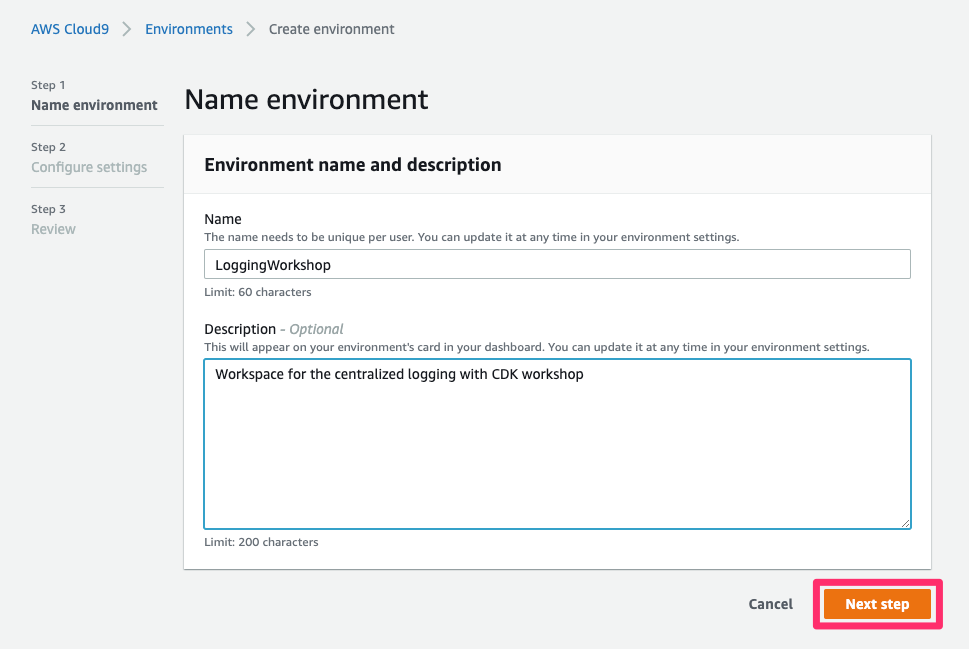 AWS Cloud9 Environments Create environment
Step 1
Name environment
Step 2
Configure settings
Step 3
Review
Name environment
Environment name and description
Name
The name needs to be unique per user. You can update it at any time in your environment settings.
LoggingWorkshop
Limit: 60 characters
Description - Optional
This will appear on your environment's card in your dashboard. You can update it at any time in your environment settings.
Workspace for the centralized logging with CDK workshop
Limit: 200 characters
Cancel Next step